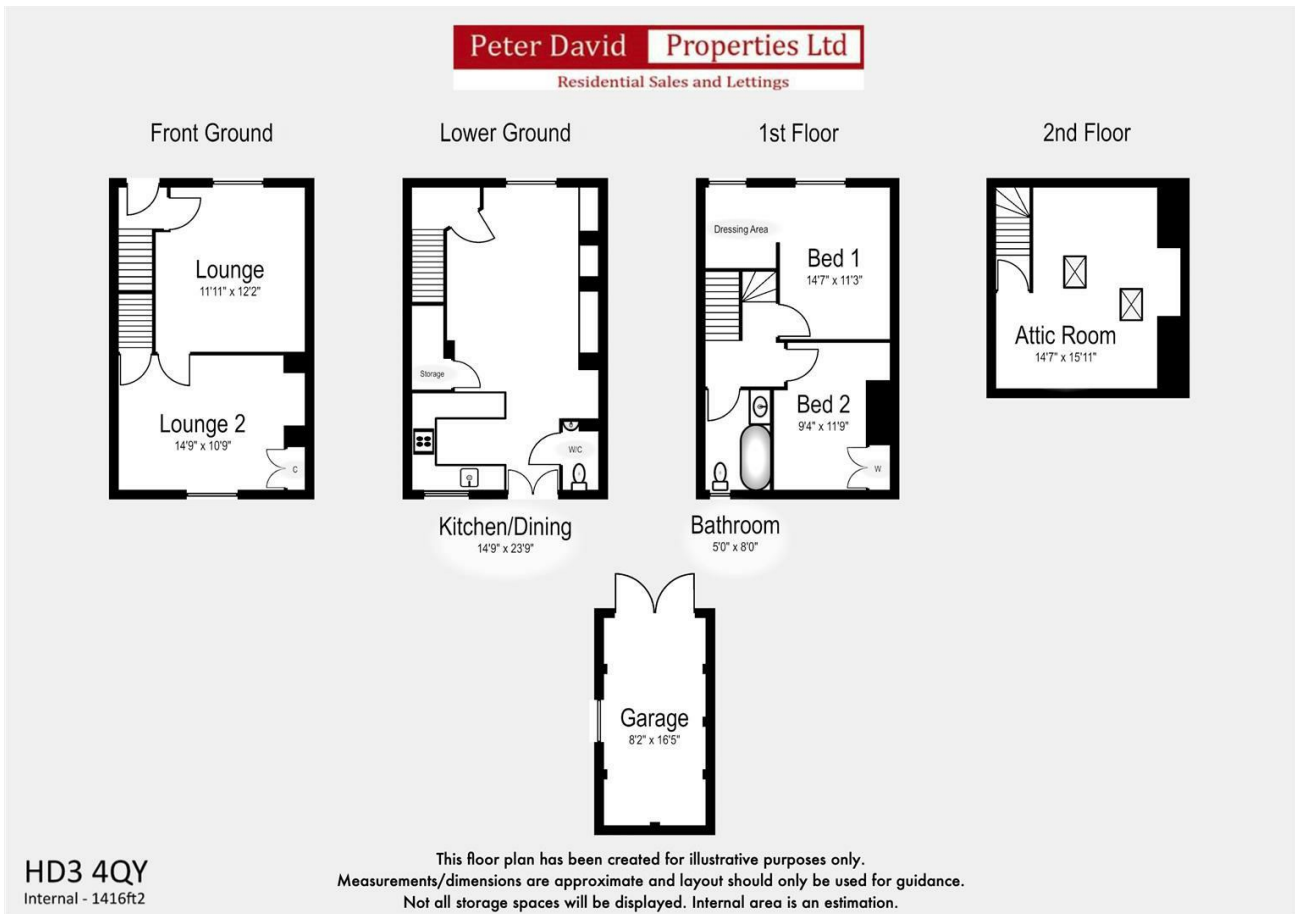 Peter David Properties Ltd
Residential Sales and Lettings
Front Ground
Lower Ground
1st Floor
2nd Floor
Lounge
11'11" x 12'2"
Lounge 2
14'9" x 10'9"
C
Storage
W/C
Kitchen/Dining
14'9" x 23'9"
Dressing Area
Bed 1
14'7" x 11'3"
Bed 2
9'4" x 11'9"
W
Bathroom
5'0" x 8'0"
Attic Room
14'7" x 15'11"
Garage
8'2" x 16'5"
HD3 4QY
Internal - 1416ft2
This floor plan has been created for illustrative purposes only.
Measurements/dimensions are approximate and layout should only be used for guidance.
Not all storage spaces will be displayed. Internal area is an estimation.